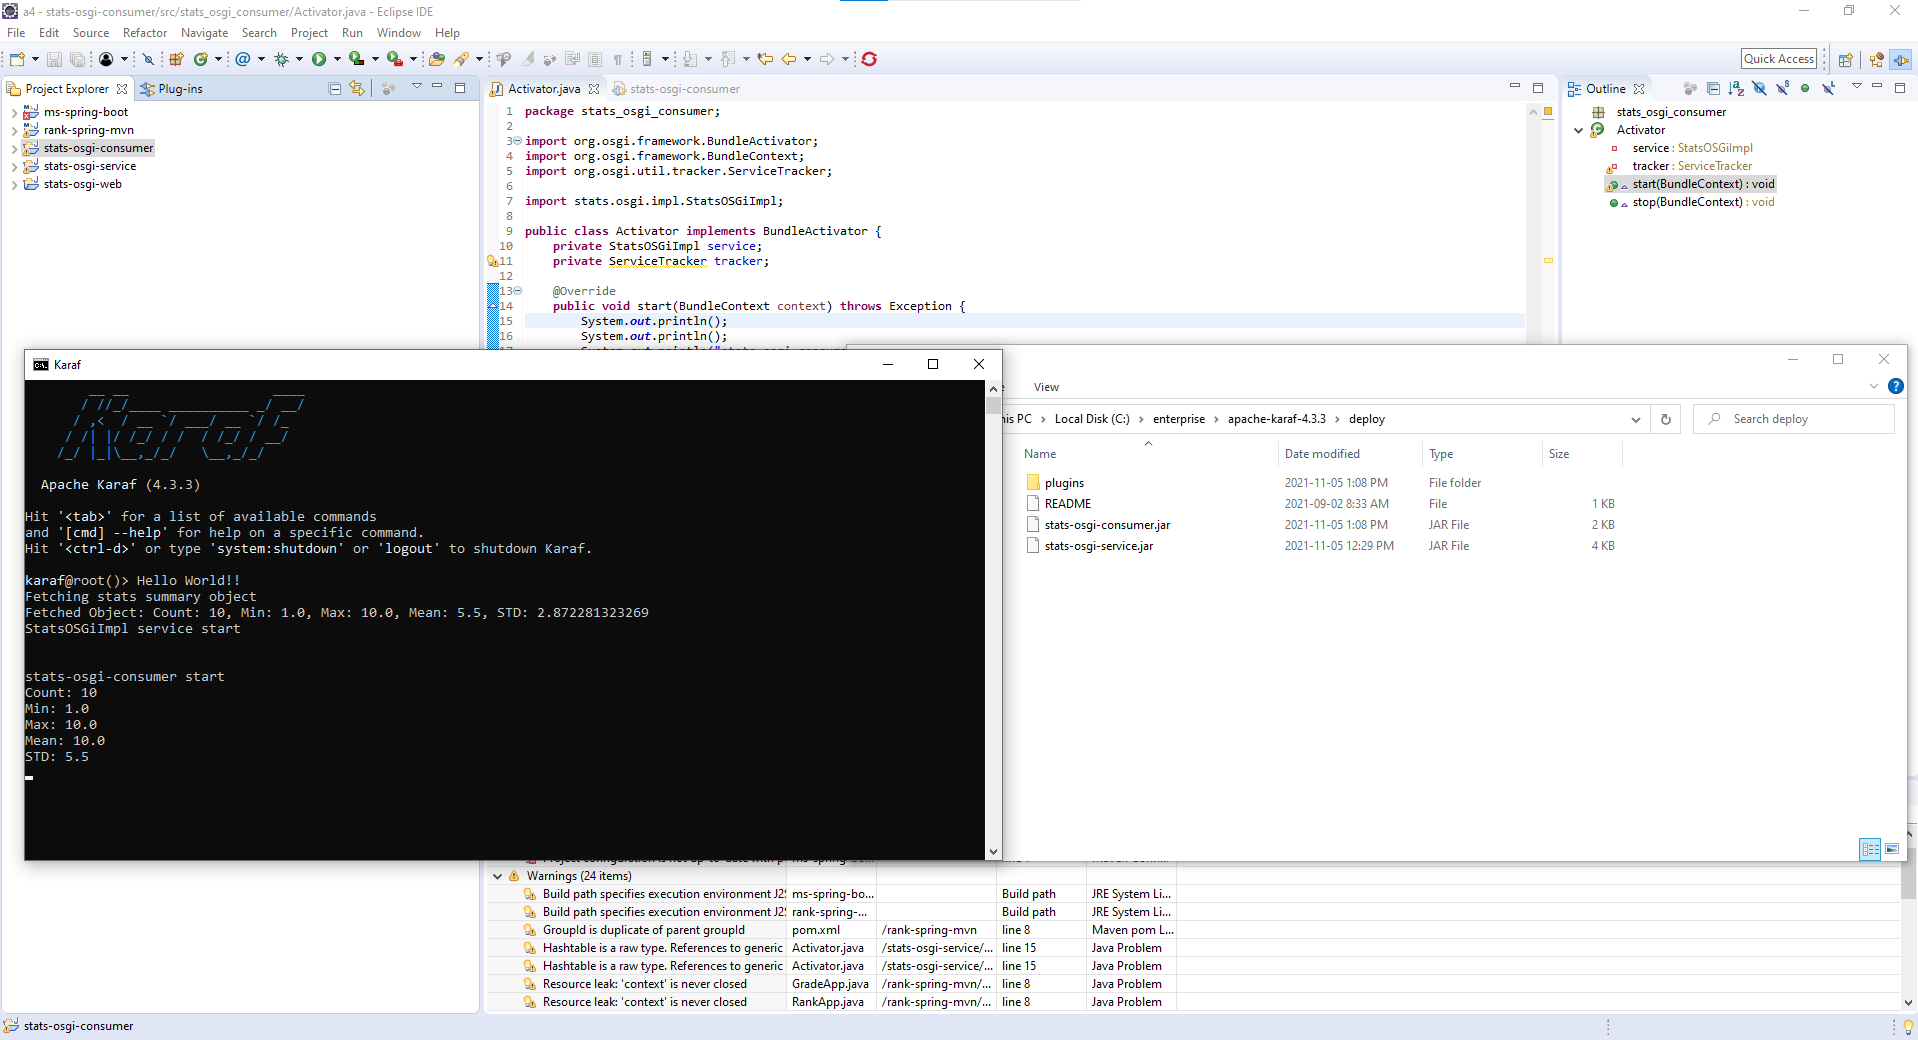 a4 - stats-osgi-consumer/src/stats_osgi_consumer/Activator.java - Eclipse IDE
File Edit Source Refactor Navigate Search Project Run Window Help
Quick Access
Project Explorer Plug-ins
ms-spring-boot
rank-spring-mvn
stats-osgi-consumer
stats-osgi-service
stats-osgi-web
Activator.java stats-osgi-consumer
1 package stats_osgi_consumer;
2
3 import org.osgi.framework.BundleActivator;
4 import org.osgi.framework.BundleContext;
5 import org.osgi.util.tracker.ServiceTracker;
6
7 import stats.osgi.impl.StatsOSGiImpl;
8
9 public class Activator implements BundleActivator {
10 private StatsOSGiImpl service;
11 private ServiceTracker tracker;
12
13 @Override
14 public void start(BundleContext context) throws Exception {
15 System.out.println();
16 System.out.println();
Outline
stats_osgi_consumer
Activator
service : StatsOSGiImpl
tracker : ServiceTracker
start(BundleContext) : void
stop(BundleContext) : void
Karaf
Apache Karaf (4.3.3)
Hit '<tab>' for a list of available commands
and '[cmd] --help' for help on a specific command.
Hit '<ctrl-d>' or type 'system:shutdown' or 'logout' to shutdown Karaf.
karaf@root()> Hello World!!
Fetching stats summary object
Fetched Object: Count: 10, Min: 1.0, Max: 10.0, Mean: 5.5, STD: 2.872281323269
StatsOSGiImpl service start
stats-osgi-consumer start
Count: 10
Min: 1.0
Max: 10.0
Mean: 10.0
STD: 5.5
View
his PC > Local Disk (C:) > enterprise > apache-karaf-4.3.3 > deploy
Search deploy
Name Date modified Type Size
plugins 2021-11-05 1:08 PM File folder
README 2021-09-02 8:33 AM File 1 KB
stats-osgi-consumer.jar 2021-11-05 1:08 PM JAR File 2 KB
stats-osgi-service.jar 2021-11-05 12:29 PM JAR File 4 KB
Warnings (24 items)
Build path specifies execution environment J2S ms-spring-bo... Build path JRE System Li...
Build path specifies execution environment J2S rank-spring-... Build path JRE System Li...
GroupId is duplicate of parent groupId pom.xml /rank-spring-mvn line 8 Maven pom L...
Hashtable is a raw type. References to generic Activator.java /stats-osgi-service/... line 15 Java Problem
Hashtable is a raw type. References to generic Activator.java /stats-osgi-service/... line 15 Java Problem
Resource leak: 'context' is never closed GradeApp.java /rank-spring-mvn/... line 8 Java Problem
Resource leak: 'context' is never closed RankApp.java /rank-spring-mvn/... line 8 Java Problem
stats-osgi-consumer